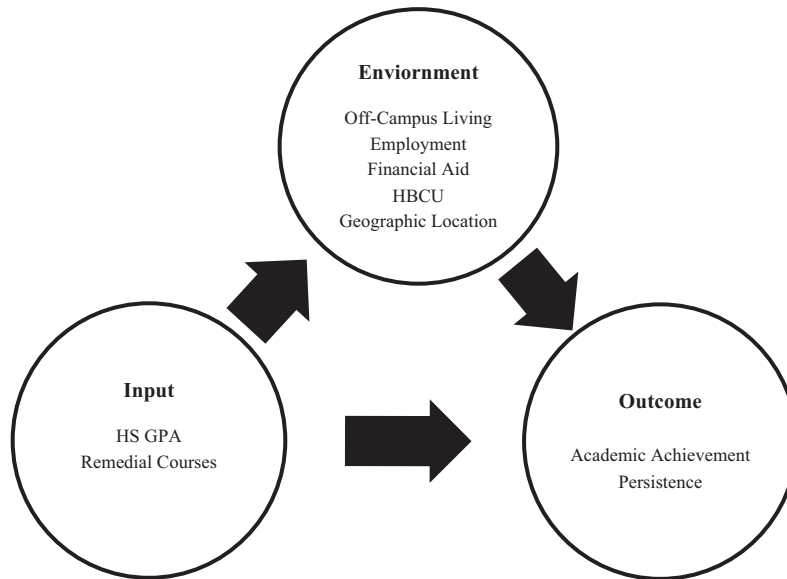 Enviornment
Off-Campus Living
Employment
Financial Aid
HBCU
Geographic Location
Input
HS GPA
Remedial Courses
Outcome
Academic Achievement
Persistence